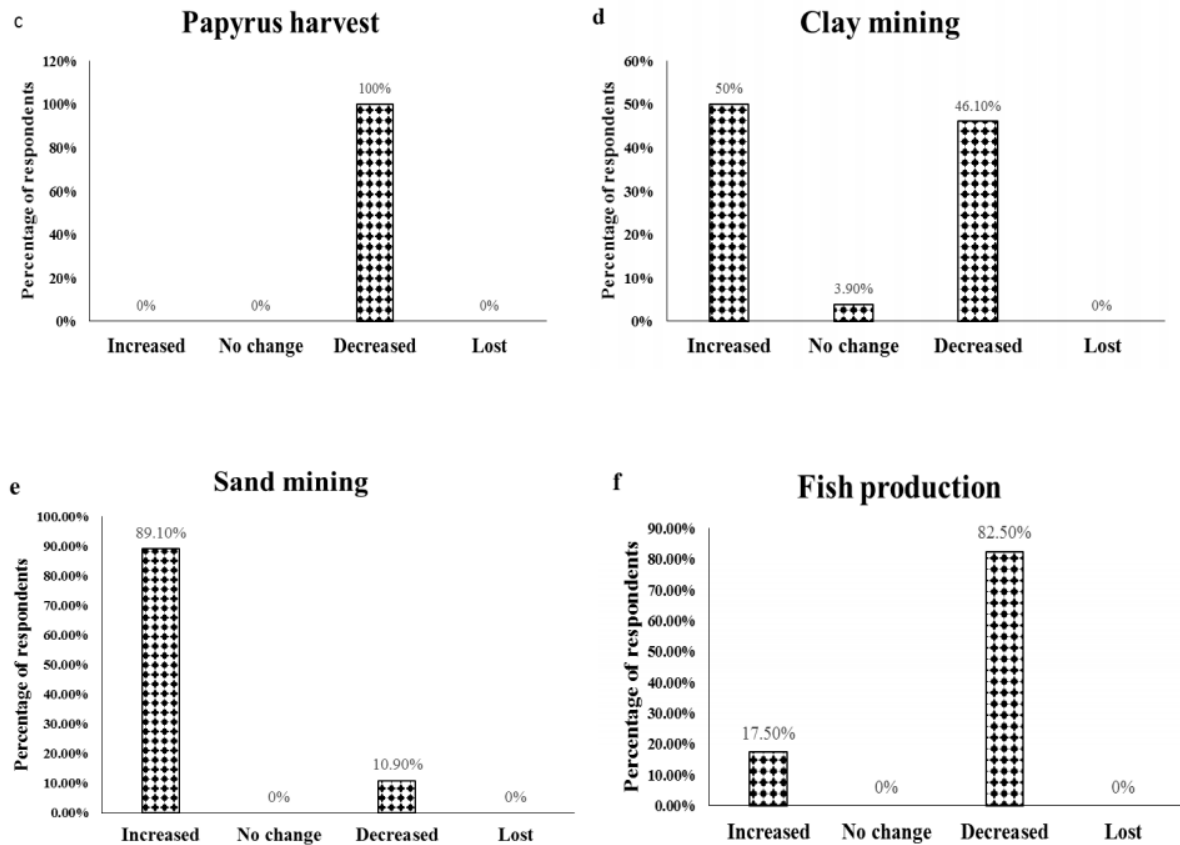 c
Papyrus harvest
Percentage of respondents
120%
100%
80%
60%
40%
20%
0%
0%
0%
100%
0%
Increased
No change
Decreased
Lost
d
Clay mining
Percentage of respondents
60%
50%
40%
30%
20%
10%
0%
50%
3.90%
46.10%
0%
Increased
No change
Decreased
Lost
e
Sand mining
Percentage of respondents
100.00%
90.00%
80.00%
70.00%
60.00%
50.00%
40.00%
30.00%
20.00%
10.00%
0.00%
89.10%
0%
10.90%
0%
Increased
No change
Decreased
Lost
f
Fish production
Percentage of respondents
90.00%
80.00%
70.00%
60.00%
50.00%
40.00%
30.00%
20.00%
10.00%
0.00%
17.50%
0%
82.50%
0%
Increased
No change
Decreased
Lost